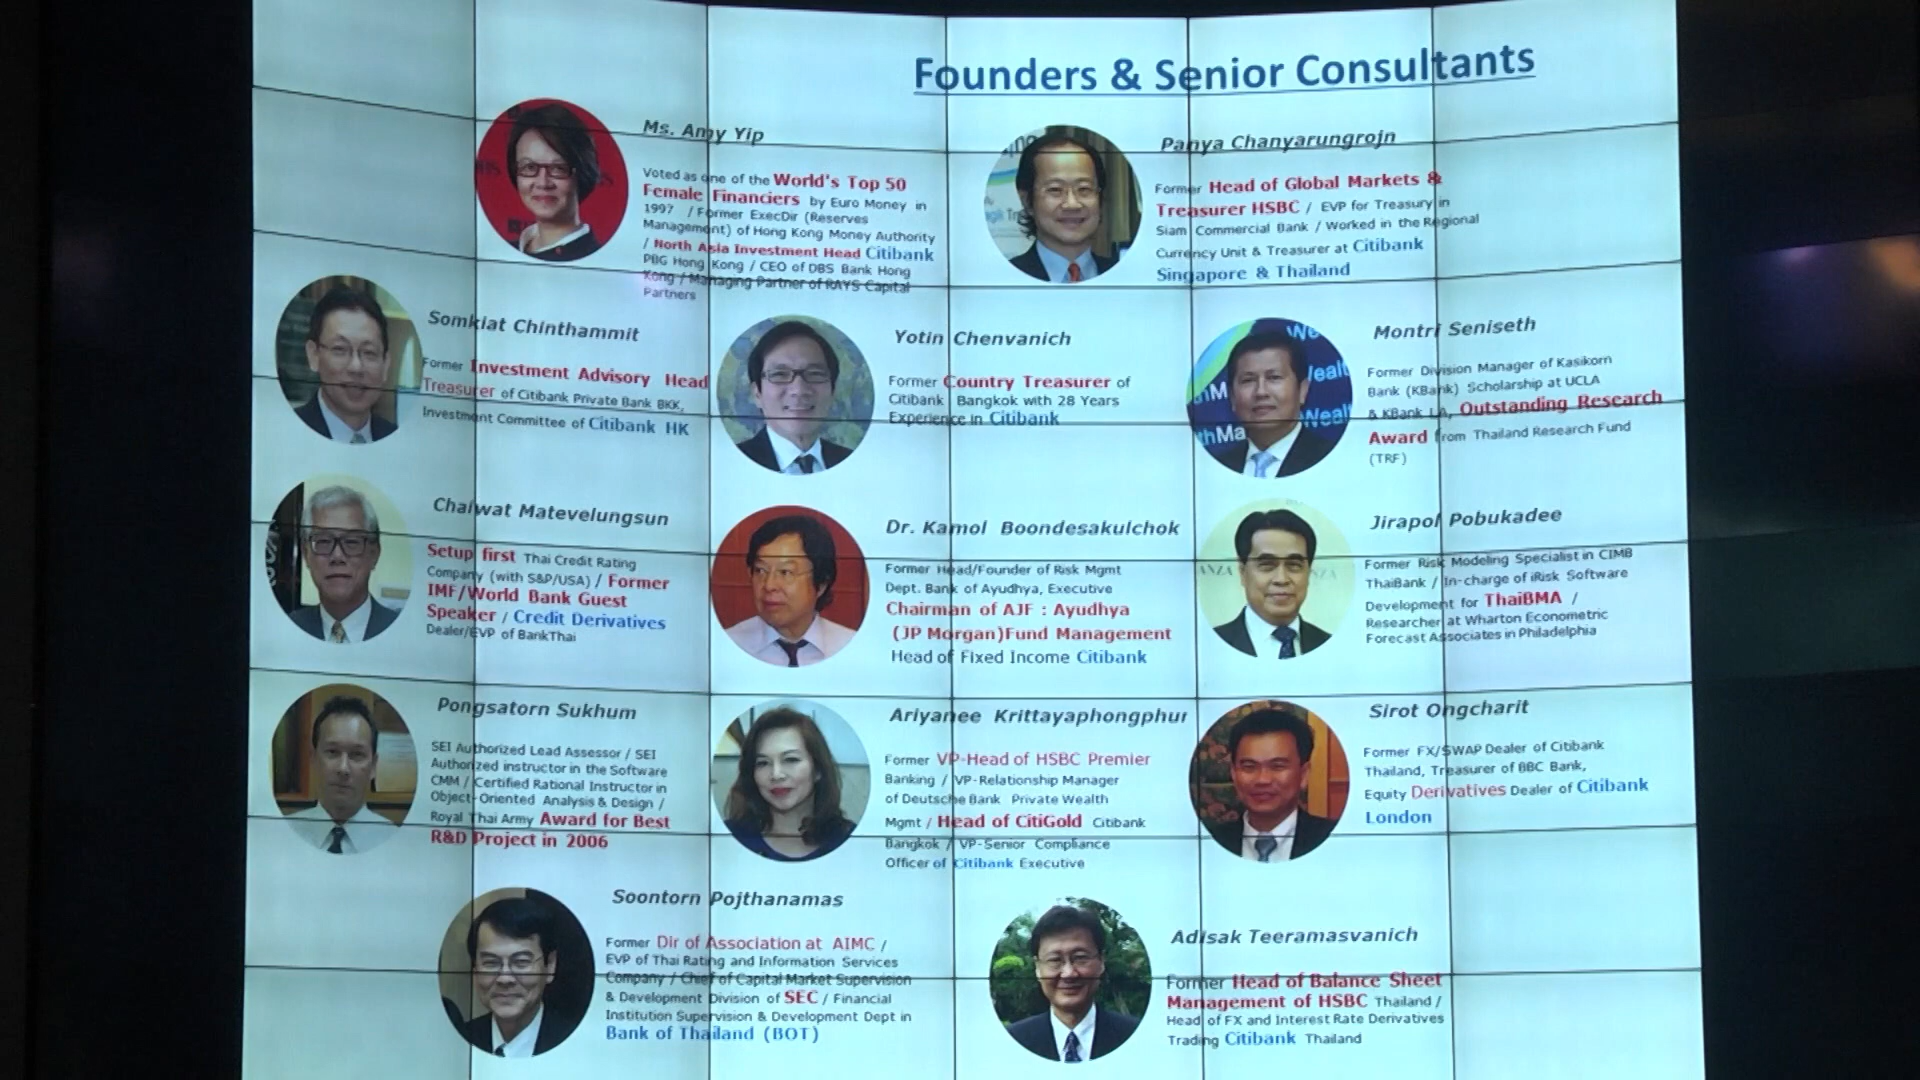 Founders & Senior Consultants
Ms. Amy Yip
Voted as one of the World's Top 50
Female Financiers by Euro Money in
1997 / Former ExecDir (Reserves
Management) of Hong Kong Money Authority
/ North Asia Investment Head Citibank
PBG Hong Kong / CEO of DBS Bank Hong
Kong / Managing Partner of RAYS Capital
Partners
Panya Chanyarungrojn
Former Head of Global Markets &
Treasurer HSBC / EVP for Treasury in
Siam Commercial Bank / Worked in the Regional
Currency Unit & Treasurer at Citibank
Singapore & Thailand
Somkiat Chinthammit
Former Investment Advisory Head
Treasurer of Citibank Private Bank BKK,
Investment Committee of Citibank HK
Yotin Chenvanich
Former Country Treasurer of
Citibank Bangkok with 28 Years
Experience in Citibank
Montri Seniseth
Former Division Manager of Kasikorn
Bank (KBank) Scholarship at UCLA
& KBank LA, Outstanding Research
Award from Thailand Research Fund
(TRF)
Chaiwat Matevelungsun
Setup first Thai Credit Rating
Company (with S&P/USA) / Former
IMF/World Bank Guest
Speaker / Credit Derivatives
Dealer/EVP of BankThai
Dr. Kamol Boondesakulchok
Former Head/Founder of Risk Mgmt
Dept. Bank of Ayudhya, Executive
Chairman of AJF : Ayudhya
(JP Morgan)Fund Management
Head of Fixed Income Citibank
Jirapol Pobukadee
Former Risk Modeling Specialist in CIMB
ThaiBank / In-charge of iRisk Software
Development for ThaiBMA /
Researcher at Wharton Econometric
Forecast Associates in Philadelphia
Pongsatorn Sukhum
SEI Authorized Lead Assessor / SEI
Authorized instructor in the Software
CMM / Certified Rational Instructor in
Object-Oriented Analysis & Design /
Royal Thai Army Award for Best
R&D Project in 2006
Ariyanee Krittayaphongphun
Former VP-Head of HSBC Premier
Banking / VP-Relationship Manager
of Deutsche Bank Private Wealth
Mgmt / Head of CitiGold Citibank
Bangkok / VP-Senior Compliance
Officer of Citibank Executive
Sirot Ongcharit
Former FX/SWAP Dealer of Citibank
Thailand, Treasurer of BBC Bank,
Equity Derivatives Dealer of Citibank
London
Soontorn Pojthanamas
Former Dir of Association at AIMC /
EVP of Thai Rating and Information Services
Company / Chief of Capital Market Supervision
& Development Division of SEC / Financial
Institution Supervision & Development Dept in
Bank of Thailand (BOT)
Adisak Teeramasvanich
Former Head of Balance Sheet
Management of HSBC Thailand /
Head of FX and Interest Rate Derivatives
Trading Citibank Thailand